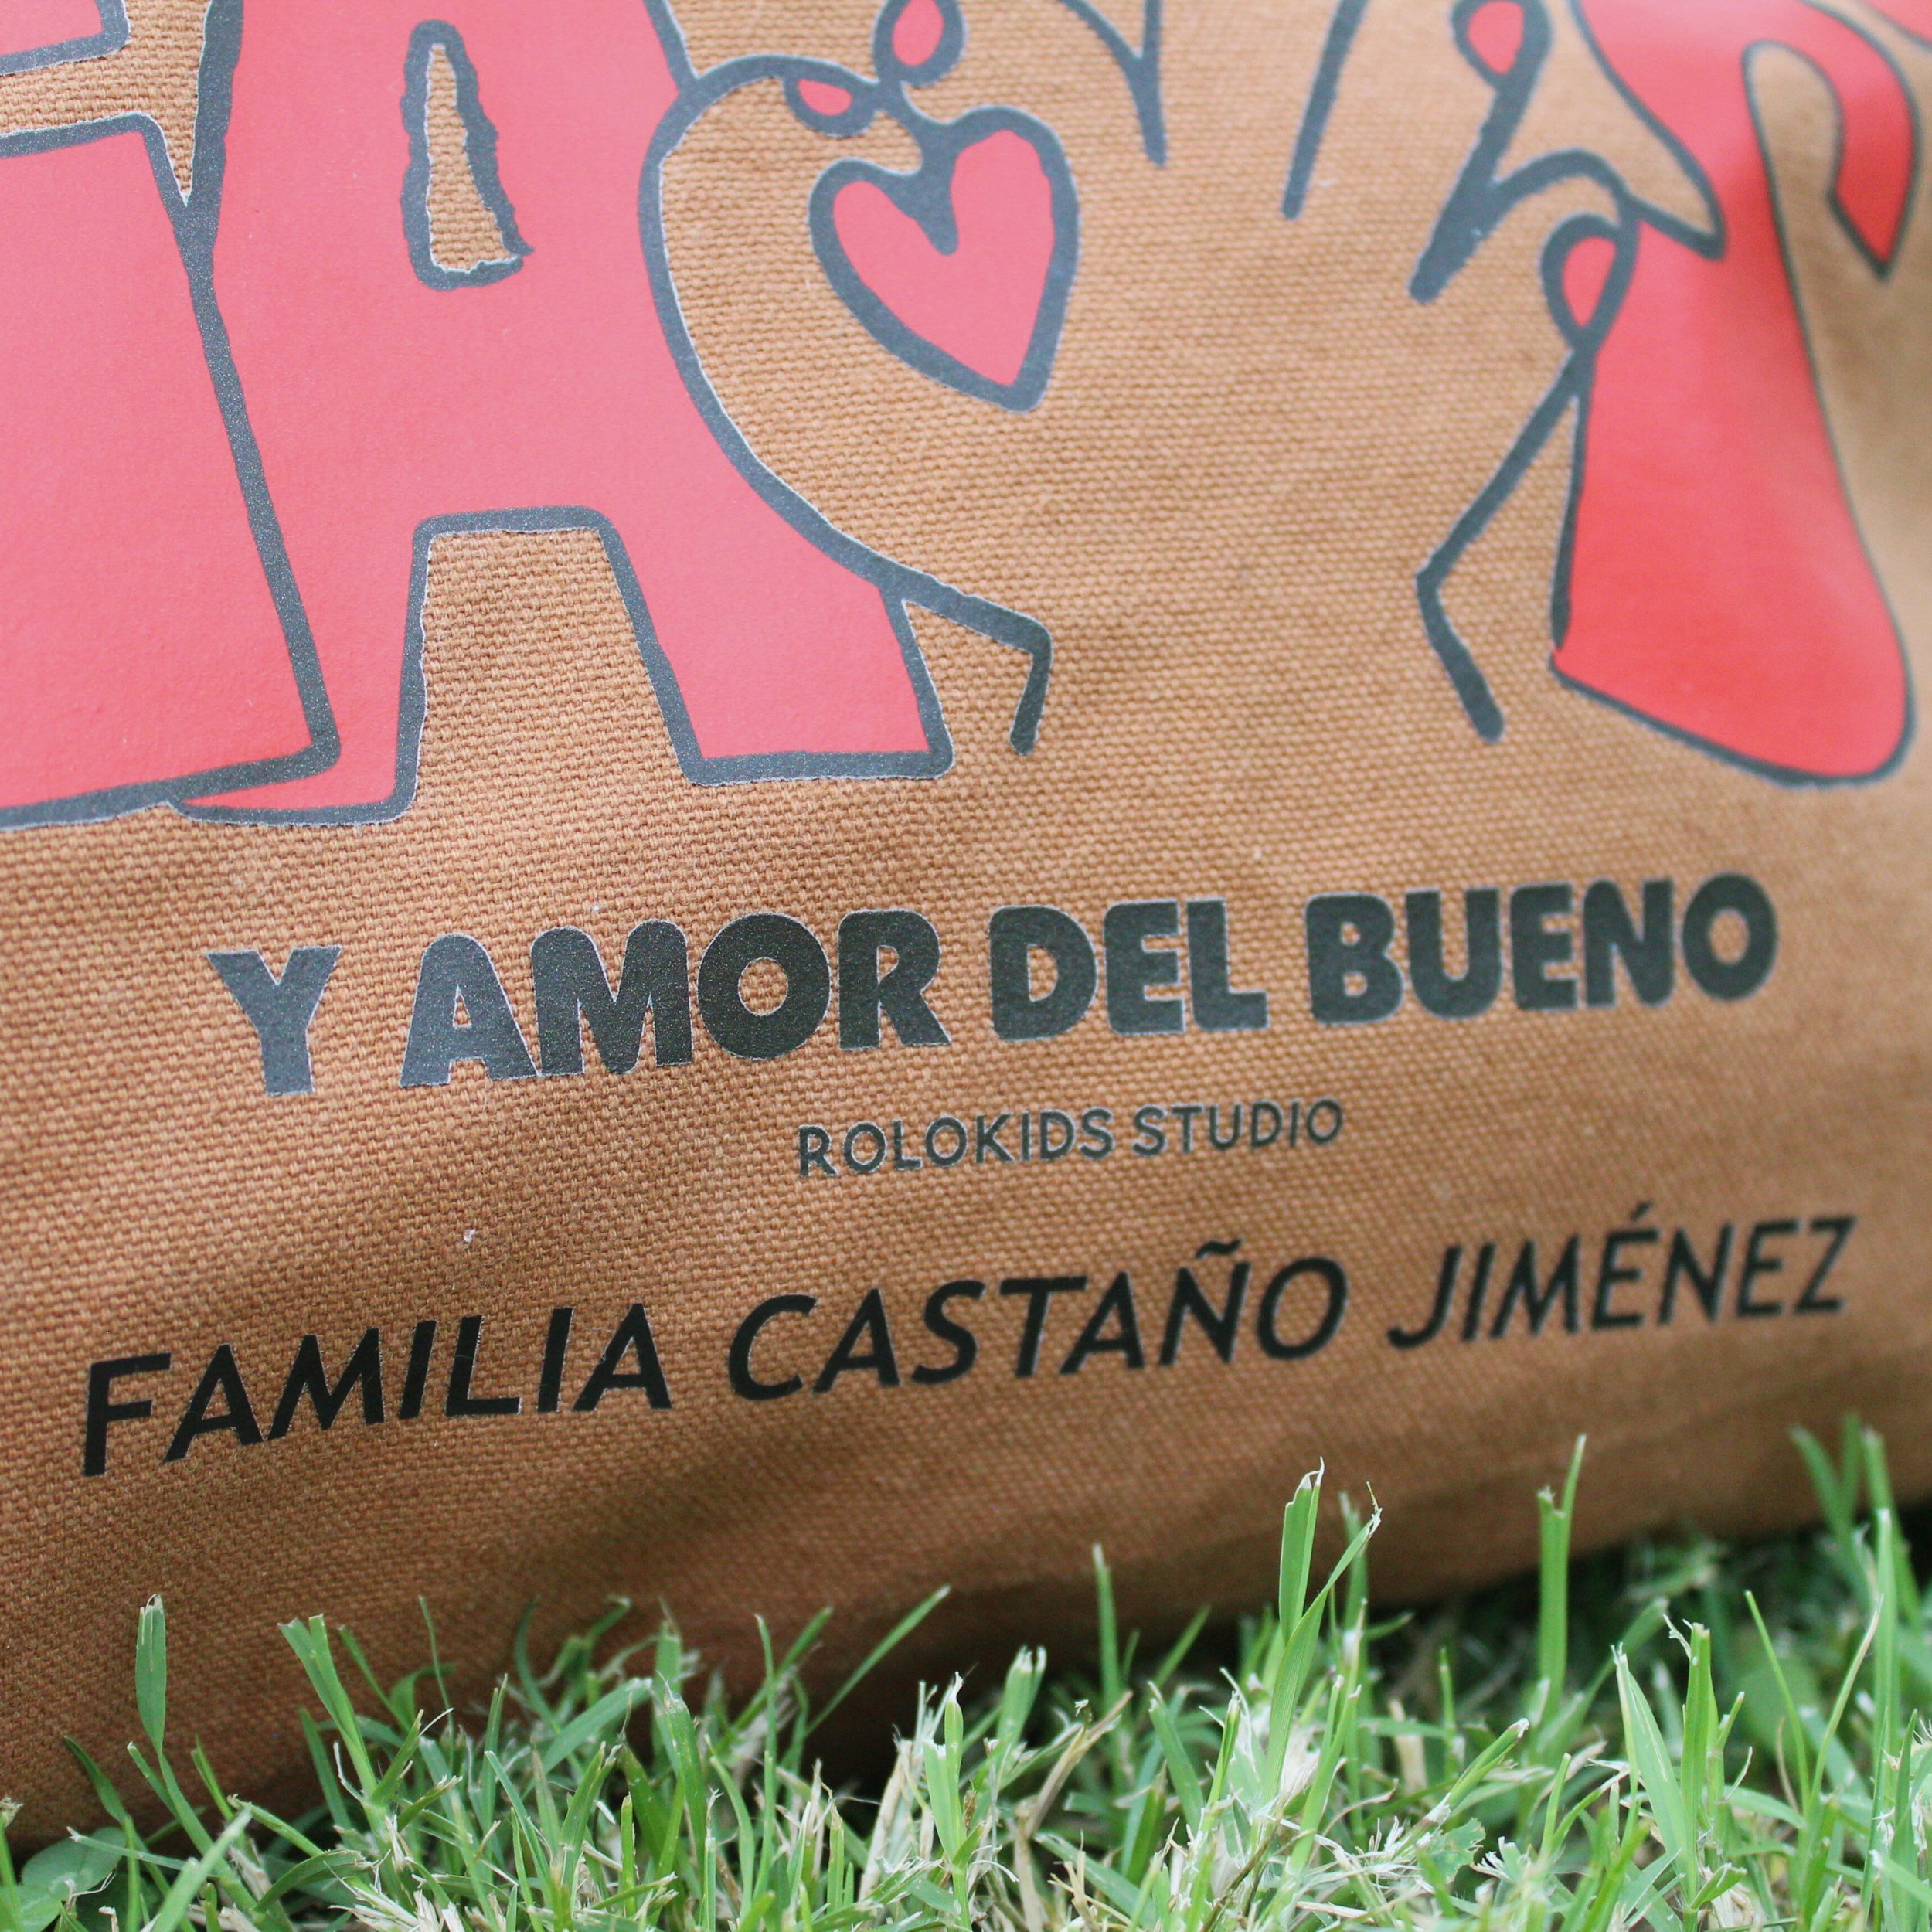 Y AMOR DEL BUENO
ROLOKIDS STUDIO
FAMILIA CASTAÑO JIMÉNEZ